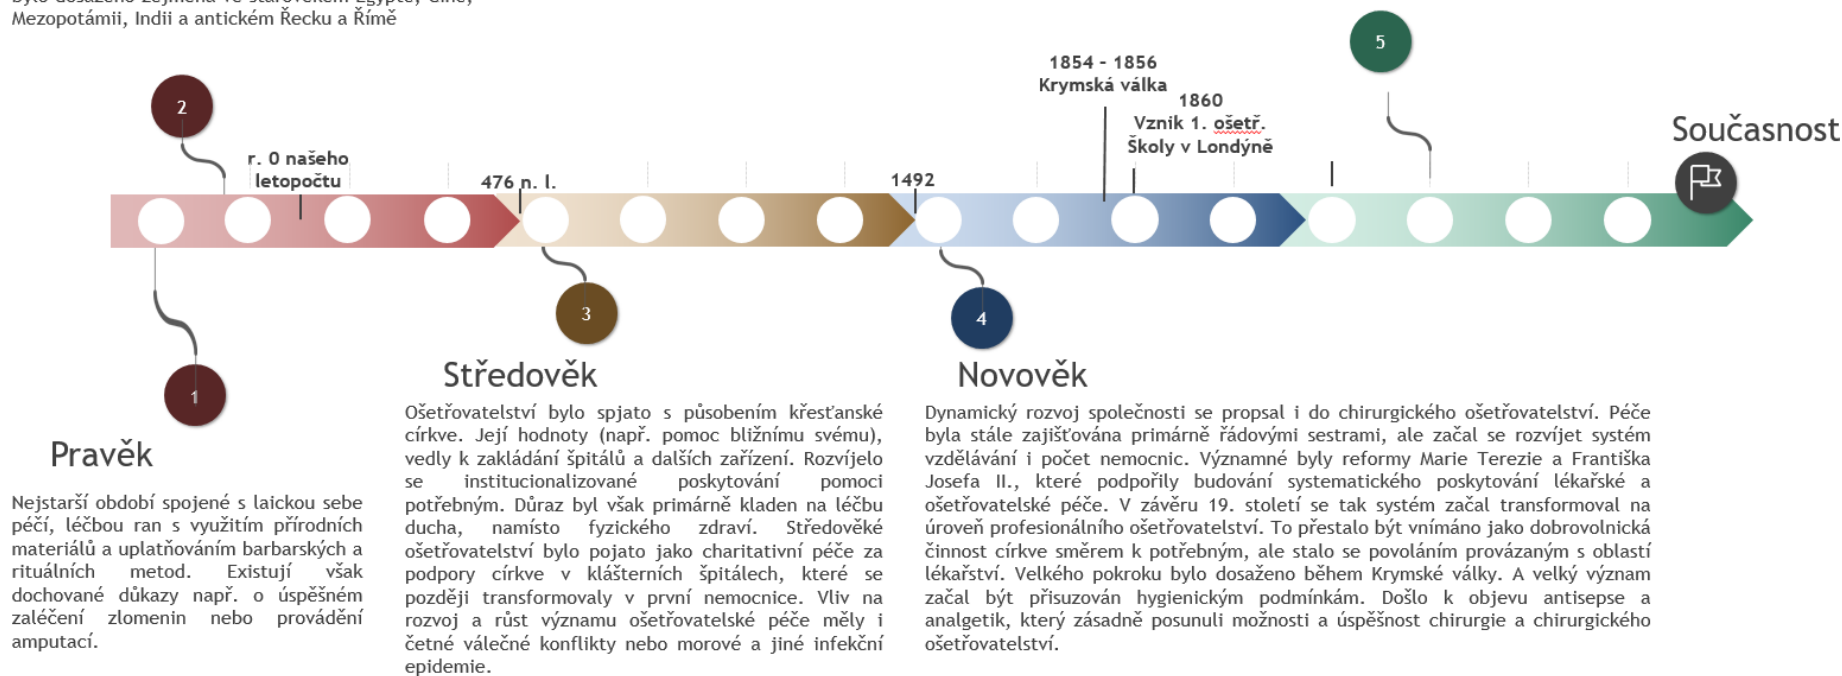 bylo dosaženo zejména ve starověkém Egyptě, Číně,
Mezopotámii, Indii a antickém Řecku a Římě
5
1854 – 1856
Krymská válka
1860
Vznik 1. ošetř.
Školy v Londýně
Současnost
2
r. 0 našeho
letopočtu
476 n. l.
1492
3
4
1
Pravěk
Nejstarší období spojené s laickou sebe
péčí, léčbou ran s využitím přírodních
materiálů a uplatňováním barbarských a
rituálních metod. Existují však
dochované důkazy např. o úspěšném
zaléčení zlomenin nebo provádění
amputací.
Středověk
Ošetřovatelství bylo spjato s působením křesťanské
církve. Její hodnoty (např. pomoc bližnímu svému),
vedly k zakládání špitálů a dalších zařízení. Rozvíjelo
se institucionalizované poskytování pomoci
potřebným. Důraz byl však primárně kladen na léčbu
ducha, namísto fyzického zdraví. Středověké
ošetřovatelství bylo pojato jako charitativní péče za
podpory církve v klášterních špitálech, které se
později transformovaly v první nemocnice. Vliv na
rozvoj a růst významu ošetřovatelské péče měly i
četné válečné konflikty nebo morové a jiné infekční
epidemie.
Novověk
Dynamický rozvoj společnosti se propsal i do chirurgického ošetřovatelství. Péče
byla stále zajišťována primárně řádovými sestrami, ale začal se rozvíjet systém
vzdělávání i počet nemocnic. Významné byly reformy Marie Terezie a Františka
Josefa II., které podpořily budování systematického poskytování lékařské a
ošetřovatelské péče. V závěru 19. století se tak systém začal transformoval na
úroveň profesionálního ošetřovatelství. To přestalo být vnímáno jako dobrovolnická
činnost církve směrem k potřebným, ale stalo se povoláním provázaným s oblastí
lékařství. Velkého pokroku bylo dosaženo během Krymské války. A velký význam
začal být přisuzován hygienickým podmínkám. Došlo k objevu antisepse a
analgetik, který zásadně posunuli možnosti a úspěšnost chirurgie a chirurgického
ošetřovatelství.